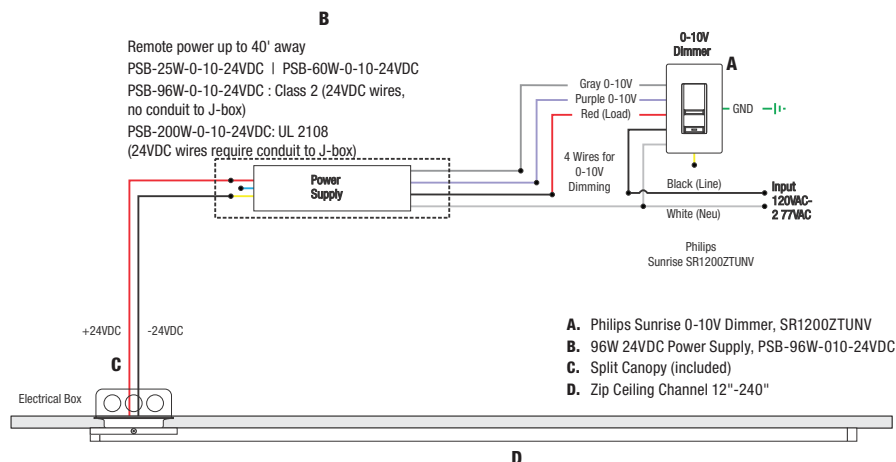 B
Remote power up to 40' away
PSB-25W-0-10-24VDC | PSB-60W-0-10-24VDC
PSB-96W-0-10-24VDC : Class 2 (24VDC wires,
no conduit to J-box)
PSB-200W-0-10-24VDC: UL 2108
(24VDC wires require conduit to J-box)
Power
Supply
0-10V
Dimmer
A
Gray 0-10V
Purple 0-10V
Red (Load)
GND
4 Wires for
0-10V
Dimming
Black (Line)
White (Neu)
Input
120VAC-
2 77VAC
Philips
Sunrise SR1200ZTUNV
+24VDC
-24VDC
C
Electrical Box
A. Philips Sunrise 0-10V Dimmer, SR1200ZTUNV
B. 96W 24VDC Power Supply, PSB-96W-010-24VDC
C. Split Canopy (included)
D. Zip Ceiling Channel 12"-240"
D